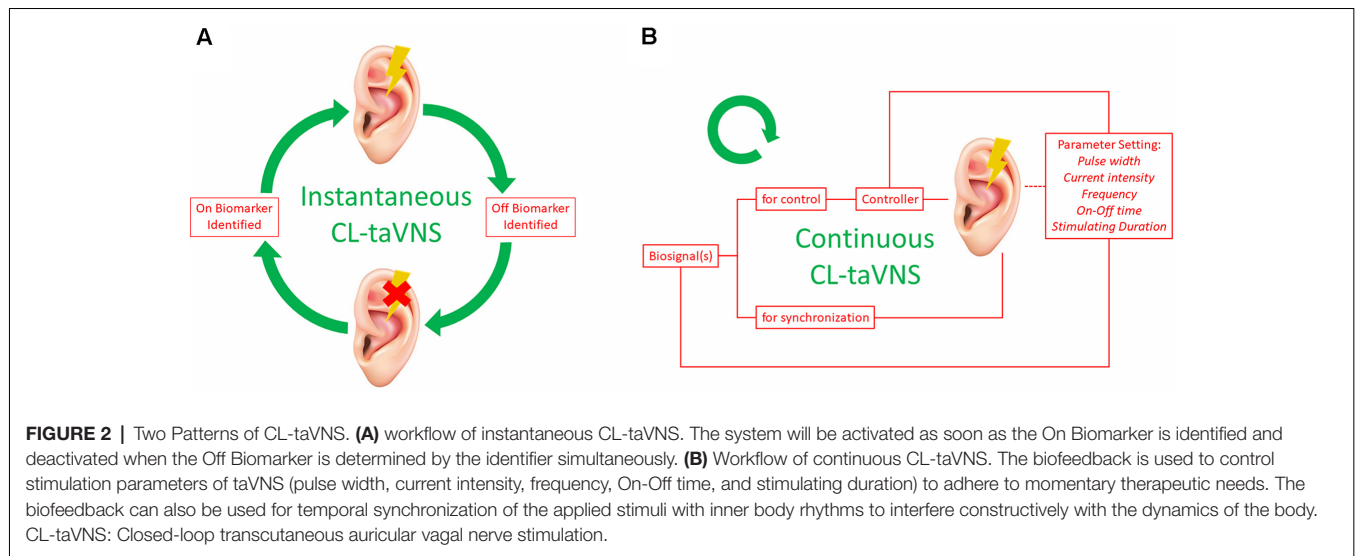 A
On Biomarker
Identified
Instantaneous
CL-taVNS
Off Biomarker
Identified
B
for control
Controller
Parameter Setting:
Pulse width
Current intensity
Frequency
On-Off time
Stimulating Duration
Continuous
CL-taVNS
Biosignal(s)
for synchronization
FIGURE 2 | Two Patterns of CL-taVNS. (A) workflow of instantaneous CL-taVNS. The system will be activated as soon as the On Biomarker is identified and
deactivated when the Off Biomarker is determined by the identifier simultaneously. (B) Workflow of continuous CL-taVNS. The biofeedback is used to control
stimulation parameters of taVNS (pulse width, current intensity, frequency, On-Off time, and stimulating duration) to adhere to momentary therapeutic needs. The
biofeedback can also be used for temporal synchronization of the applied stimuli with inner body rhythms to interfere constructively with the dynamics of the body.
CL-taVNS: Closed-loop transcutaneous auricular vagal nerve stimulation.